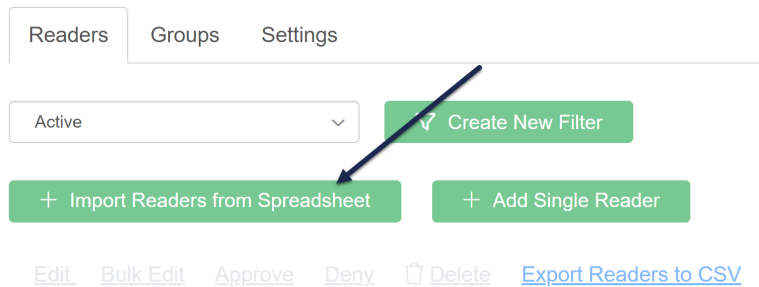 Readers Groups Settings
Active Create New Filter
Import Readers from Spreadsheet Add Single Reader
Edit Bulk Edit Approve Deny Delete Export Readers to CSV